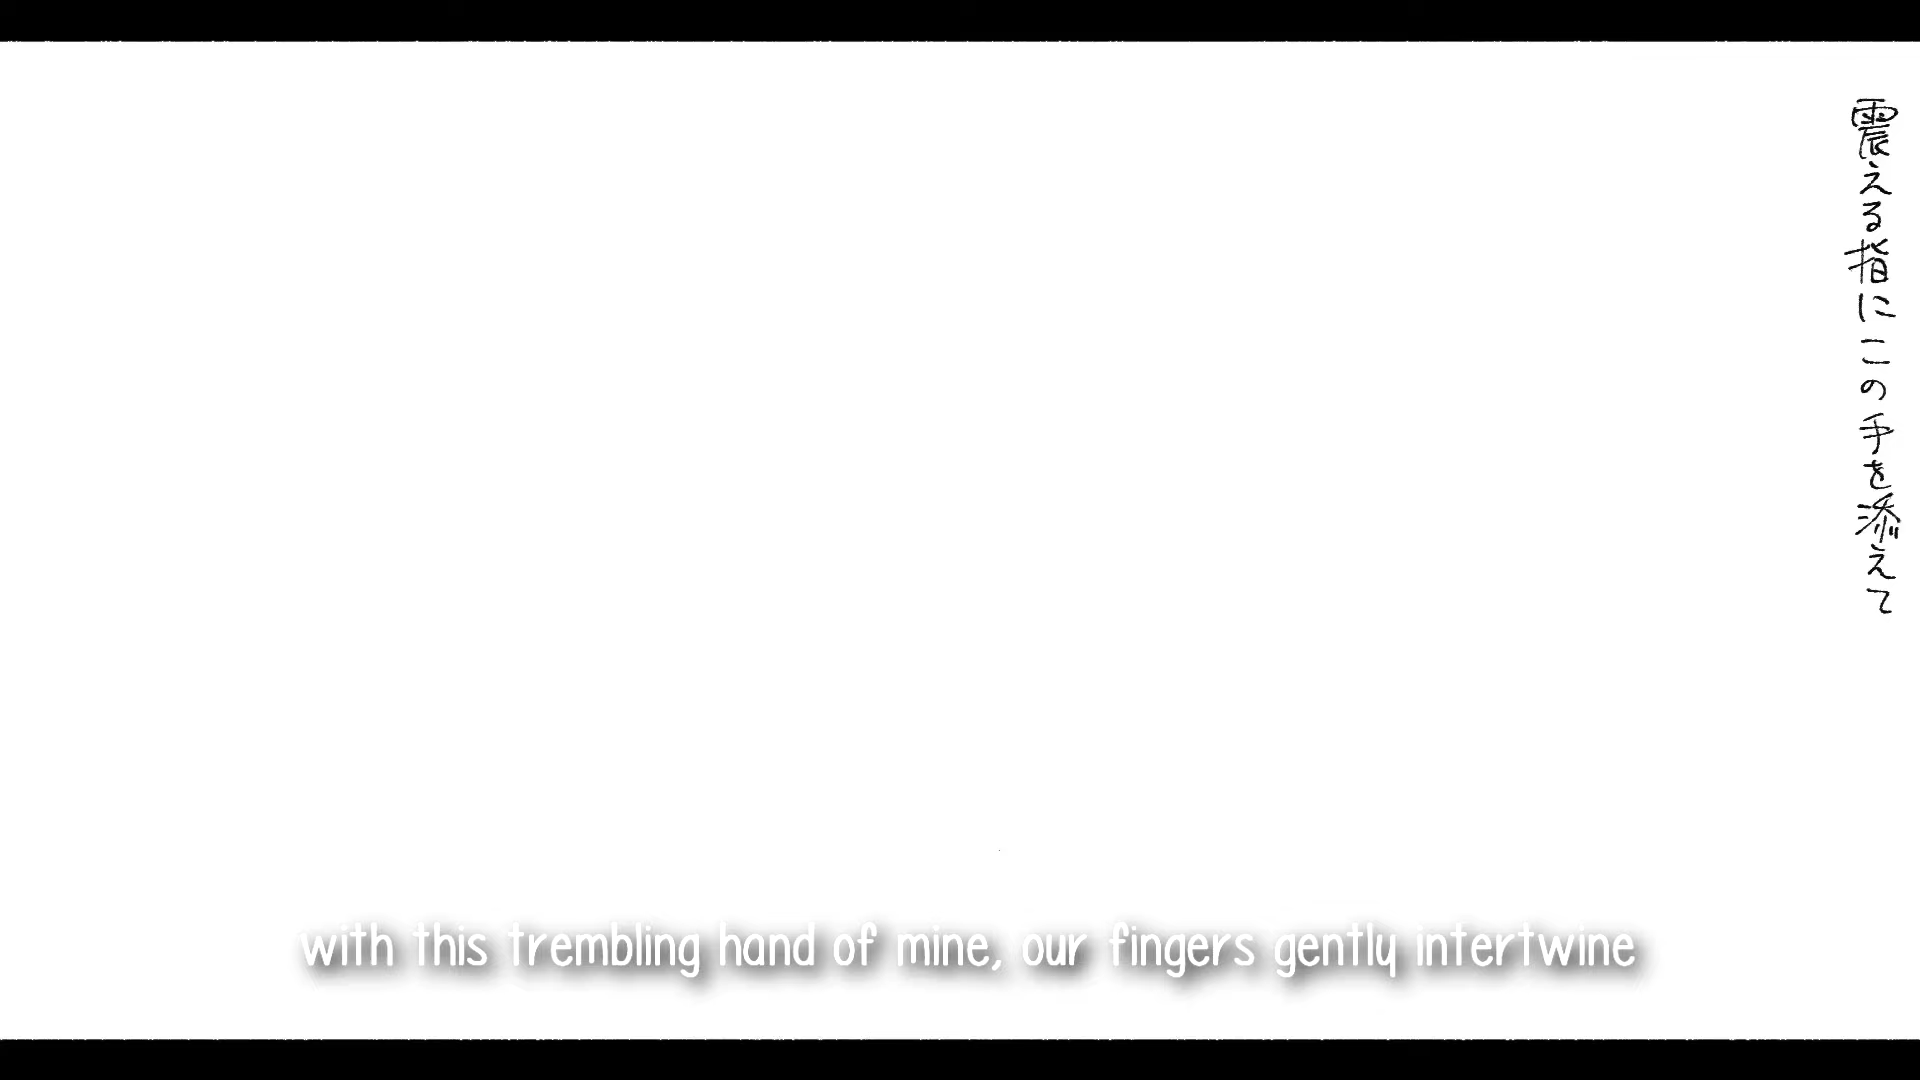 震える指にこの手を添えて
with this trembling hand of mine, our fingers gently intertwine